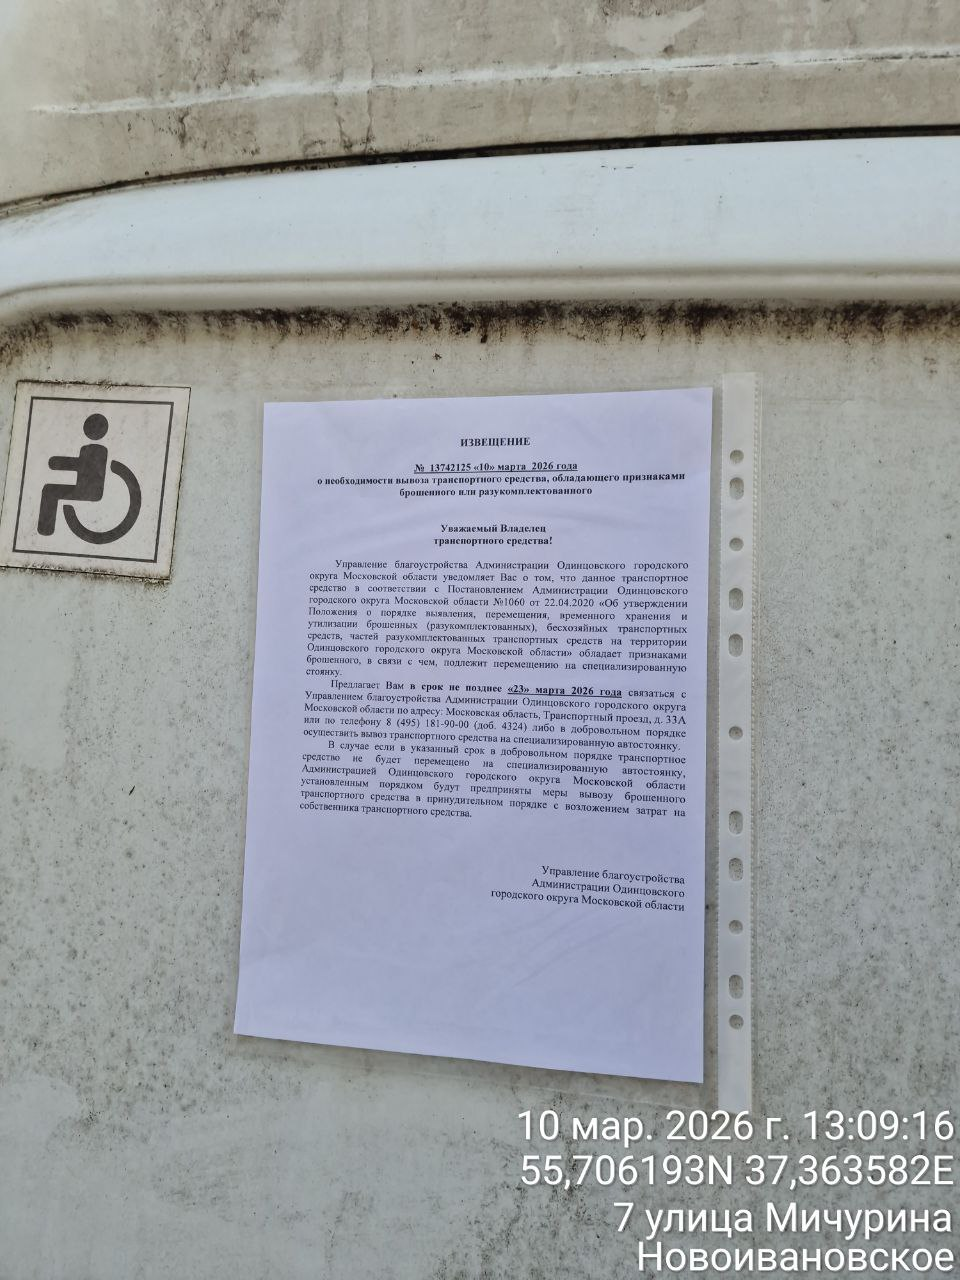 ИЗВЕЩЕНИЕ
№ 13742125 «10» марта 2026 года
о необходимости вывоза транспортного средства, обладающего признаками
брошенного или разукомплектованного
Уважаемый Владелец
транспортного средства!
Управление благоустройства Администрации Одинцовского городского
округа Московской области уведомляет Вас о том, что данное транспортное
средство в соответствии с Постановлением Администрации Одинцовского
городского округа Московской области №1060 от 22.04.2020 «Об утверждении
Положения о порядке выявления, перемещения, временного хранения и
утилизации брошенных (разукомплектованных), бесхозяйных транспортных
средств, частей разукомплектованных транспортных средств на территории
Одинцовского городского округа Московской области» обладает признаками
брошенного, в связи с чем, подлежит перемещению на специализированную
стоянку.
Предлагает Вам в срок не позднее «23» марта 2026 года связаться с
Управлением благоустройства Администрации Одинцовского городского округа
Московской области по адресу: Московская область, Транспортный проезд, д. 33А
или по телефону 8 (495) 181-90-00 (доб. 4324) либо в добровольном порядке
осуществить вывоз транспортного средства на специализированную автостоянку.
В случае если в указанный срок в добровольном порядке транспортное
средство не будет перемещено на специализированную автостоянку,
Администрацией Одинцовского городского округа Московской области
установленным порядком будут предприняты меры вывозу брошенного
транспортного средства в принудительном порядке с возложением затрат на
собственника транспортного средства.
Управление благоустройства
Администрации Одинцовского
городского округа Московской области
10 мар. 2026 г. 13:09:16
55,706193N 37,363582E
7 улица Мичурина
Новоивановское